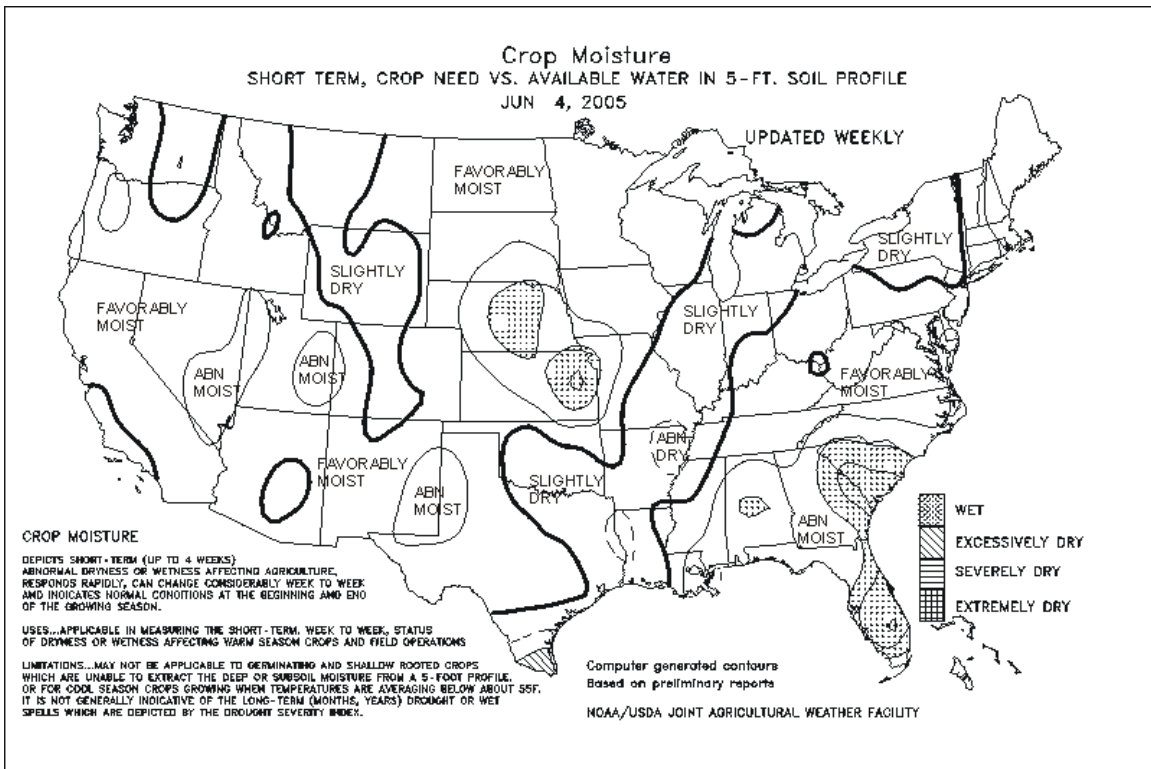 Crop Moisture
SHORT TERM, CROP NEED VS. AVAILABLE WATER IN 5-FT. SOIL PROFILE
JUN 4, 2005
UPDATED WEEKLY
FAVORABLY
MOIST
SLIGHTLY
DRY
SLIGHTLY
DRY
FAVORABLY
MOIST
SLIGHTLY
DRY
ABN
MOIST
ABN
MOIST
FAVORABLY
MOIST
ABN
DRY
FAVORABLY
MOIST
SLIGHTLY
DRY
ABN
MOIST
ABN
MOIST
WET
EXCESSIVELY DRY
SEVERELY DRY
EXTREMELY DRY
CROP MOISTURE
DEPICTS SHORT-TERM (UP TO 4 WEEKS)
ABNORMAL DRYNESS OR WETNESS AFFECTING AGRICULTURE,
RESPONDS RAPIDLY, CAN CHANGE CONSIDERABLY WEEK TO WEEK
AND INDICATES NORMAL CONDITIONS AT THE BEGINNING AND END
OF THE GROWING SEASON.
USES...APPLICABLE IN MEASURING THE SHORT-TERM, WEEK TO WEEK, STATUS
OF DRYNESS OR WETNESS AFFECTING WARM SEASON CROPS AND FIELD OPERATIONS
LIMITATIONS...MAY NOT BE APPLICABLE TO GERMINATING AND SHALLOW ROOTED CROPS
WHICH ARE UNABLE TO EXTRACT THE DEEP OR SUBSOIL MOISTURE FROM A 5-FOOT PROFILE,
OR FOR COOL SEASON CROPS GROWING WHEN TEMPERATURES ARE AVERAGING BELOW ABOUT 55F.
IT IS NOT GENERALLY INDICATIVE OF THE LONG-TERM (MONTHS, YEARS) DROUGHT OR WET
SPELLS WHICH ARE DEPICTED BY THE DROUGHT SEVERITY INDEX.
Computer generated contours
Based on preliminary reports
NOAA/USDA JOINT AGRICULTURAL WEATHER FACILITY